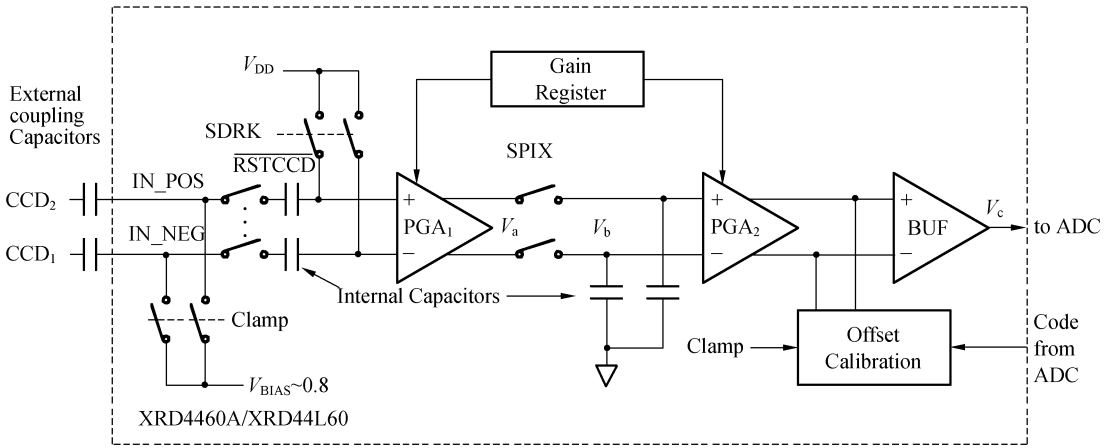 External
coupling
Capacitors
V_DD
Gain
Register
SDRK
RSTCCD
SPIX
CCD₂
IN_POS
+
PGA₁
−
V_a
V_b
+
PGA₂
−
+
BUF
−
V_c
to ADC
CCD₁
IN_NEG
Internal Capacitors
Clamp
Clamp
Offset
Calibration
Code
from
ADC
V_BIAS~0.8
XRD4460A/XRD44L60